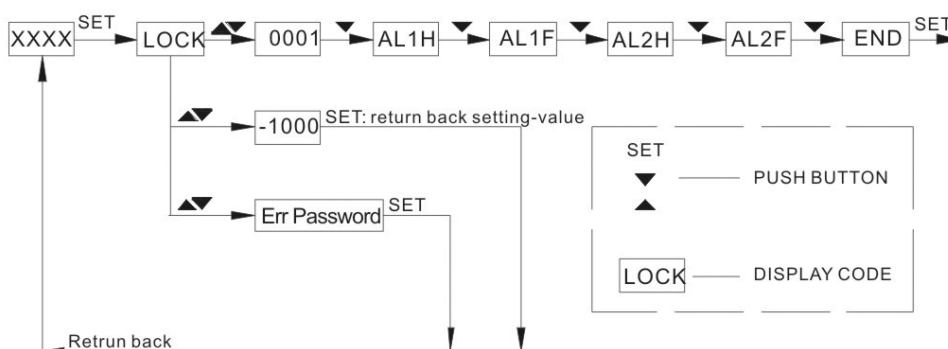 SET
XXXX
LOCK
0001
AL1H
AL1F
AL2H
AL2F
END
SET
-1000
SET: return back setting-value
Err Password
SET
SET
PUSH BUTTON
LOCK
DISPLAY CODE
Retrun back